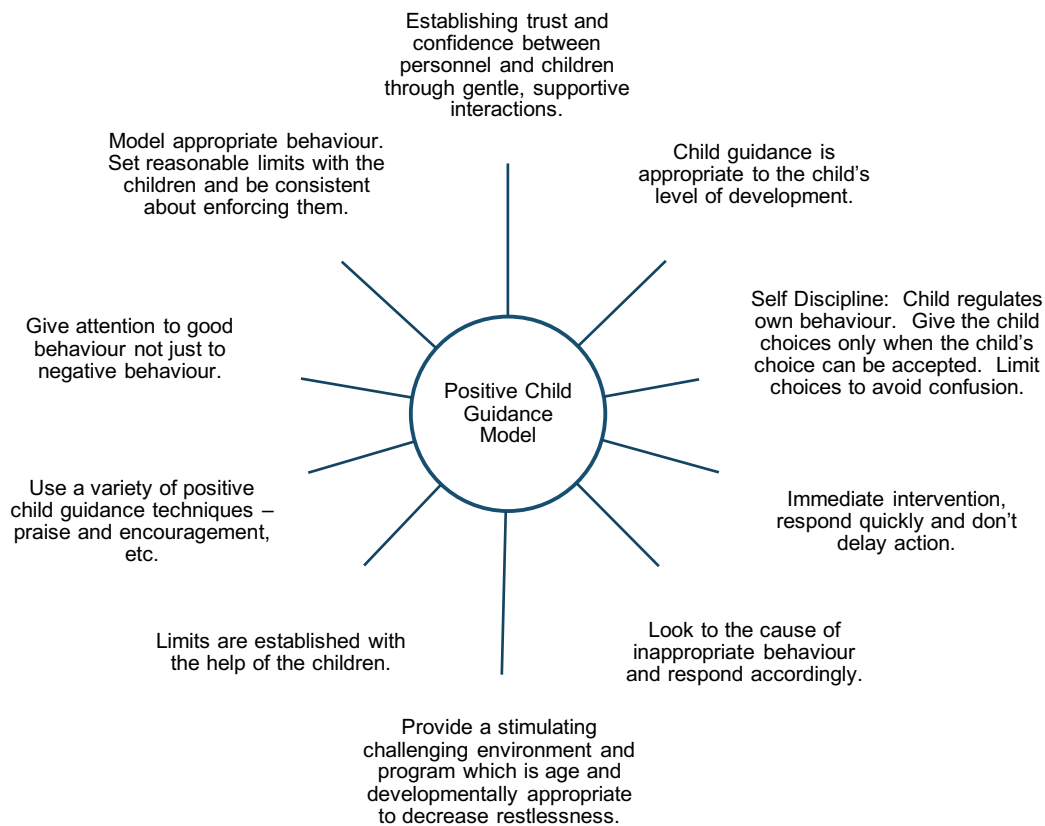 Establishing trust and
confidence between
personnel and children
through gentle, supportive
interactions.
Child guidance is
appropriate to the child’s
level of development.
Self Discipline: Child regulates
own behaviour. Give the child
choices only when the child’s
choice can be accepted. Limit
choices to avoid confusion.
Immediate intervention,
respond quickly and don’t
delay action.
Look to the cause of
inappropriate behaviour
and respond accordingly.
Provide a stimulating
challenging environment and
program which is age and
developmentally appropriate
to decrease restlessness.
Limits are established with
the help of the children.
Use a variety of positive
child guidance techniques –
praise and encouragement,
etc.
Give attention to good
behaviour not just to
negative behaviour.
Model appropriate behaviour.
Set reasonable limits with the
children and be consistent
about enforcing them.
Positive Child
Guidance
Model